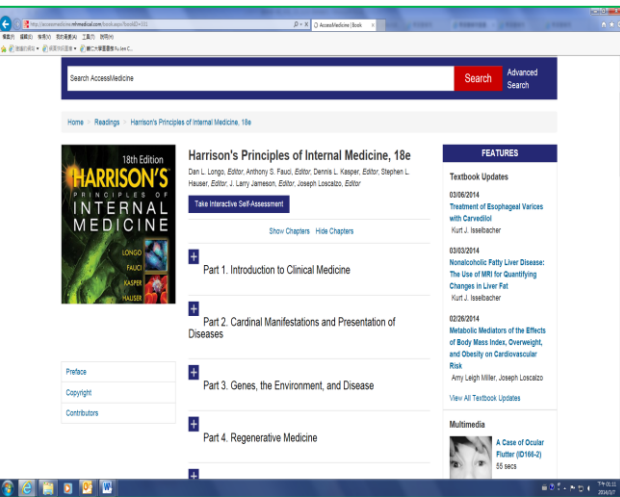 AccessMedicine | Book
Search AccessMedicine
Search
Advanced
Search
Home
Readings
Harrison's Principles of Internal Medicine, 18e
18th Edition
HARRISON'S
PRINCIPLES OF
INTERNAL
MEDICINE
LONGO
FAUCI
KASPER
HAUSER
Preface
Copyright
Contributors
Harrison's Principles of Internal Medicine, 18e
Dan L. Longo, Editor, Anthony S. Fauci, Editor, Dennis L. Kasper, Editor, Stephen L.
Hauser, Editor, J. Larry Jameson, Editor, Joseph Loscalzo, Editor
Take Interactive Self-Assessment
Show Chapters Hide Chapters
Part 1. Introduction to Clinical Medicine
Part 2. Cardinal Manifestations and Presentation of
Diseases
Part 3. Genes, the Environment, and Disease
Part 4. Regenerative Medicine
FEATURES
Textbook Updates
03/06/2014
Treatment of Esophageal Varices
with Carvedilol
Kurt J. Isselbacher
03/03/2014
Nonalcoholic Fatty Liver Disease:
The Use of MRI for Quantifying
Changes in Liver Fat
Kurt J. Isselbacher
02/26/2014
Metabolic Mediators of the Effects
of Body Mass Index, Overweight,
and Obesity on Cardiovascular
Risk
Amy Leigh Miller, Joseph Loscalzo
View All Textbook Updates
Multimedia
A Case of Ocular
Flutter (ID166-2)
55 secs